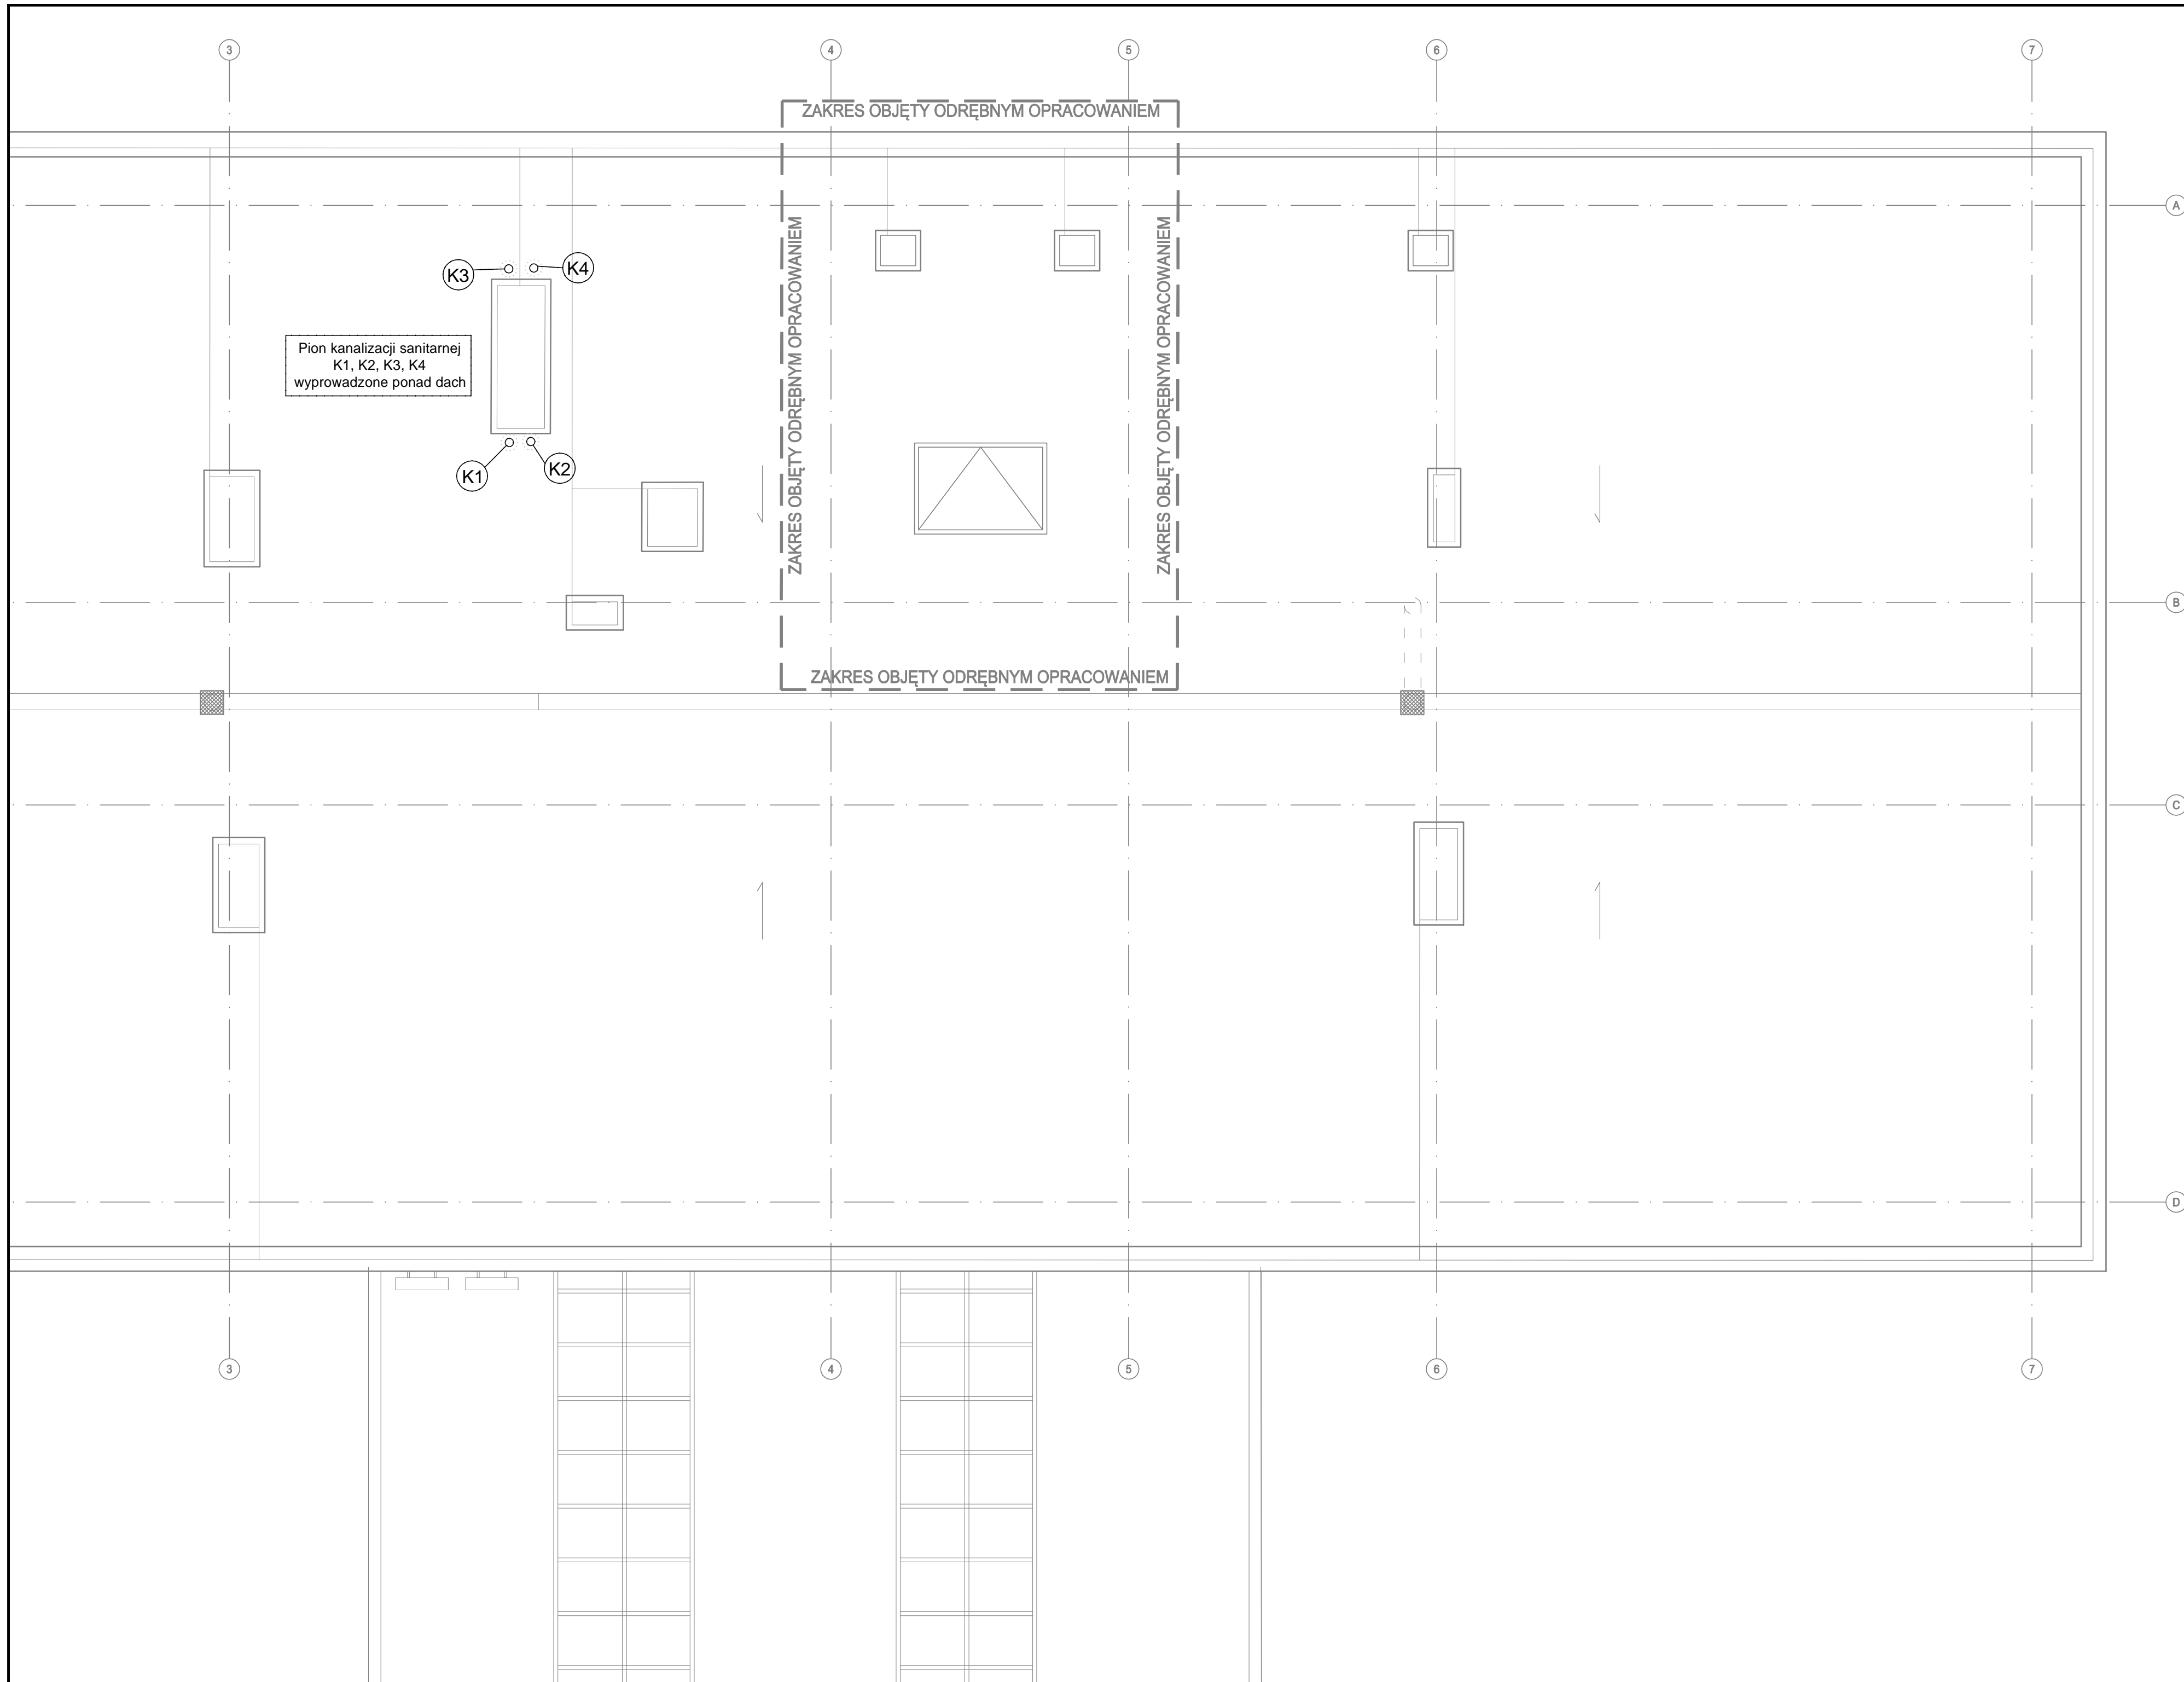 3
4
5
6
7
ZAKRES OBJĘTY ODRĘBNYM OPRACOWANIEM
A
ZAKRES OBJĘTY ODRĘBNYM OPRACOWANIEM
ZAKRES OBJĘTY ODRĘBNYM OPRACOWANIEM
K3
K4
Pion kanalizacji sanitarnej
K1, K2, K3, K4
wyprowadzone ponad dach
K1
K2
B
ZAKRES OBJĘTY ODRĘBNYM OPRACOWANIEM
C
D
3
4
5
6
7